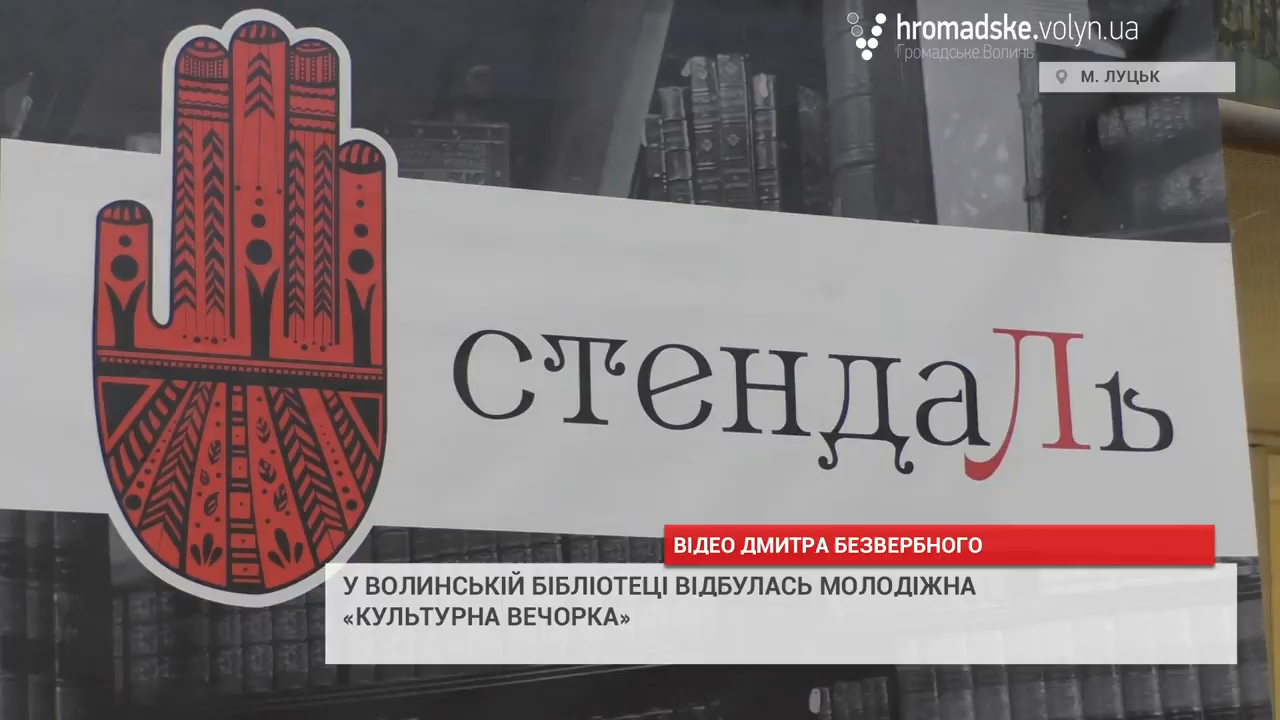 hromadske.volyn.ua
Громадське.Волинь
М. ЛУЦЬК
стендаЛь
ВІДЕО ДМИТРА БЕЗВЕРБНОГО
У ВОЛИНСЬКІЙ БІБЛІОТЕЦІ ВІДБУЛАСЬ МОЛОДІЖНА
«КУЛЬТУРНА ВЕЧОРКА»